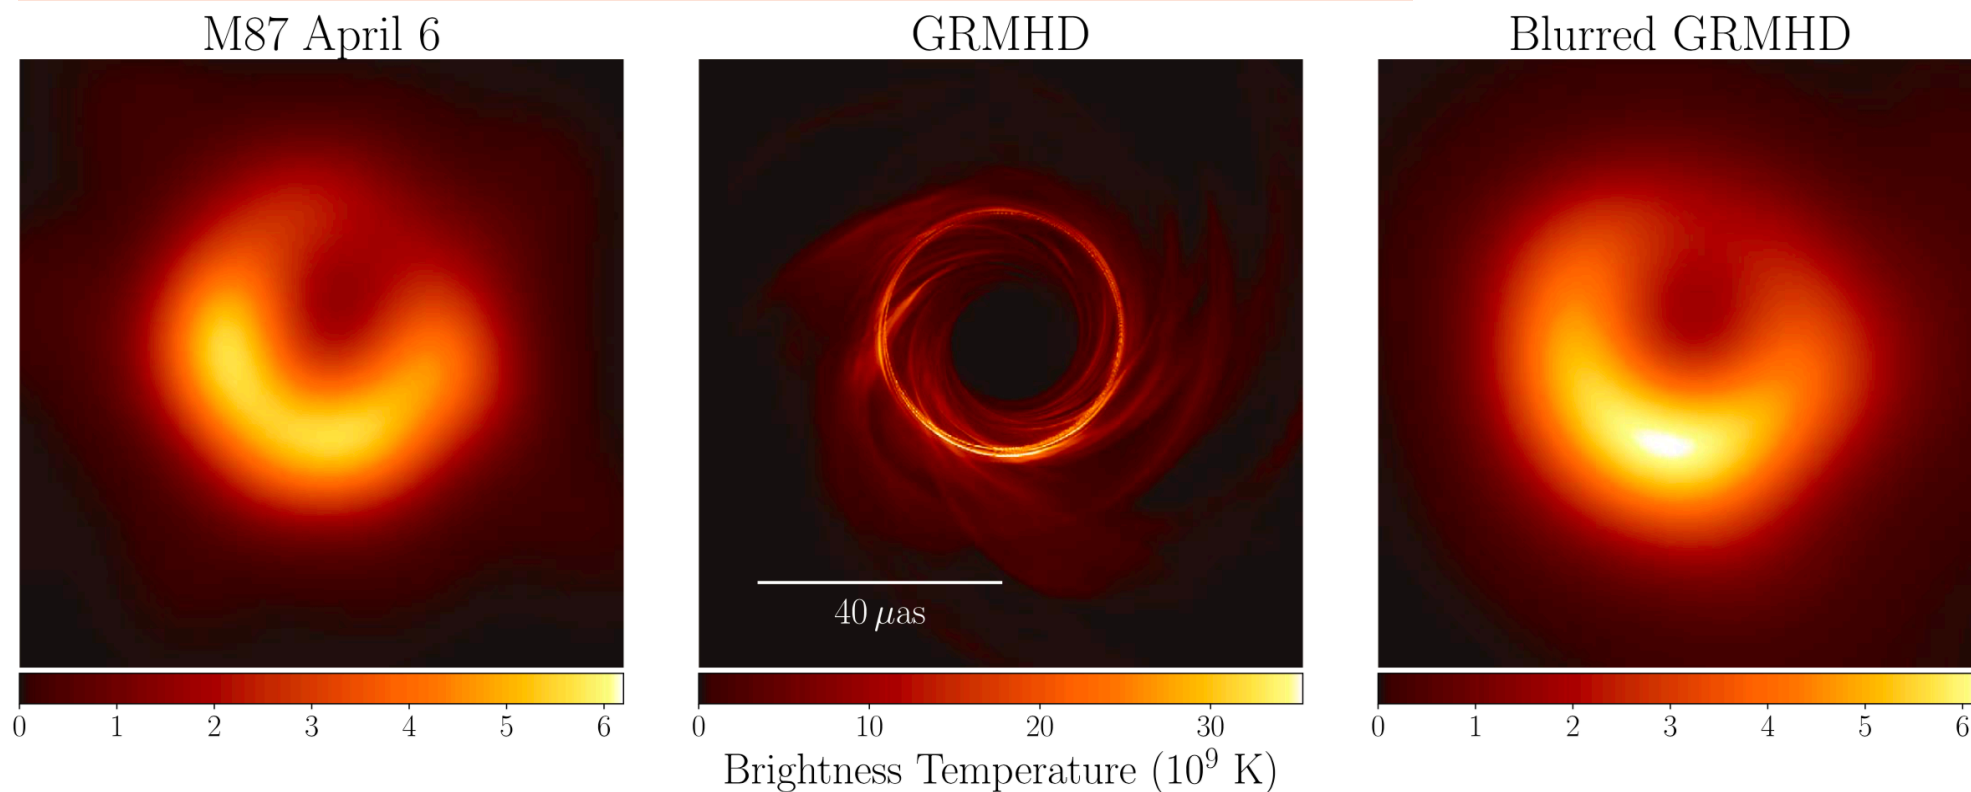 M87 April 6
GRMHD
Blurred GRMHD
40 μas
0 1 2 3 4 5 6
0 10 20 30
0 1 2 3 4 5 6
Brightness Temperature (10⁹ K)